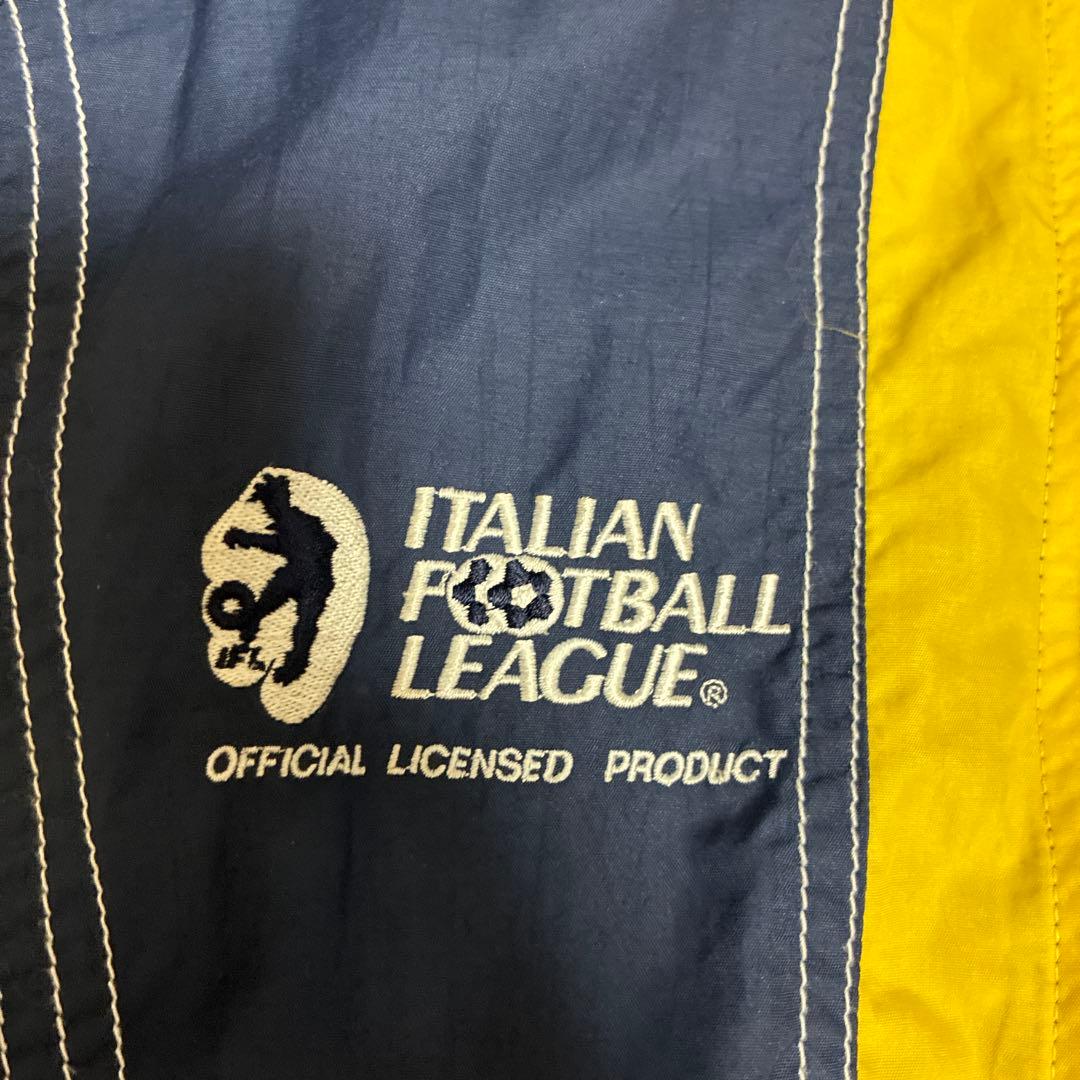 ITALIAN
FOOTBALL
LEAGUE®
IFL
OFFICIAL LICENSED PRODUCT